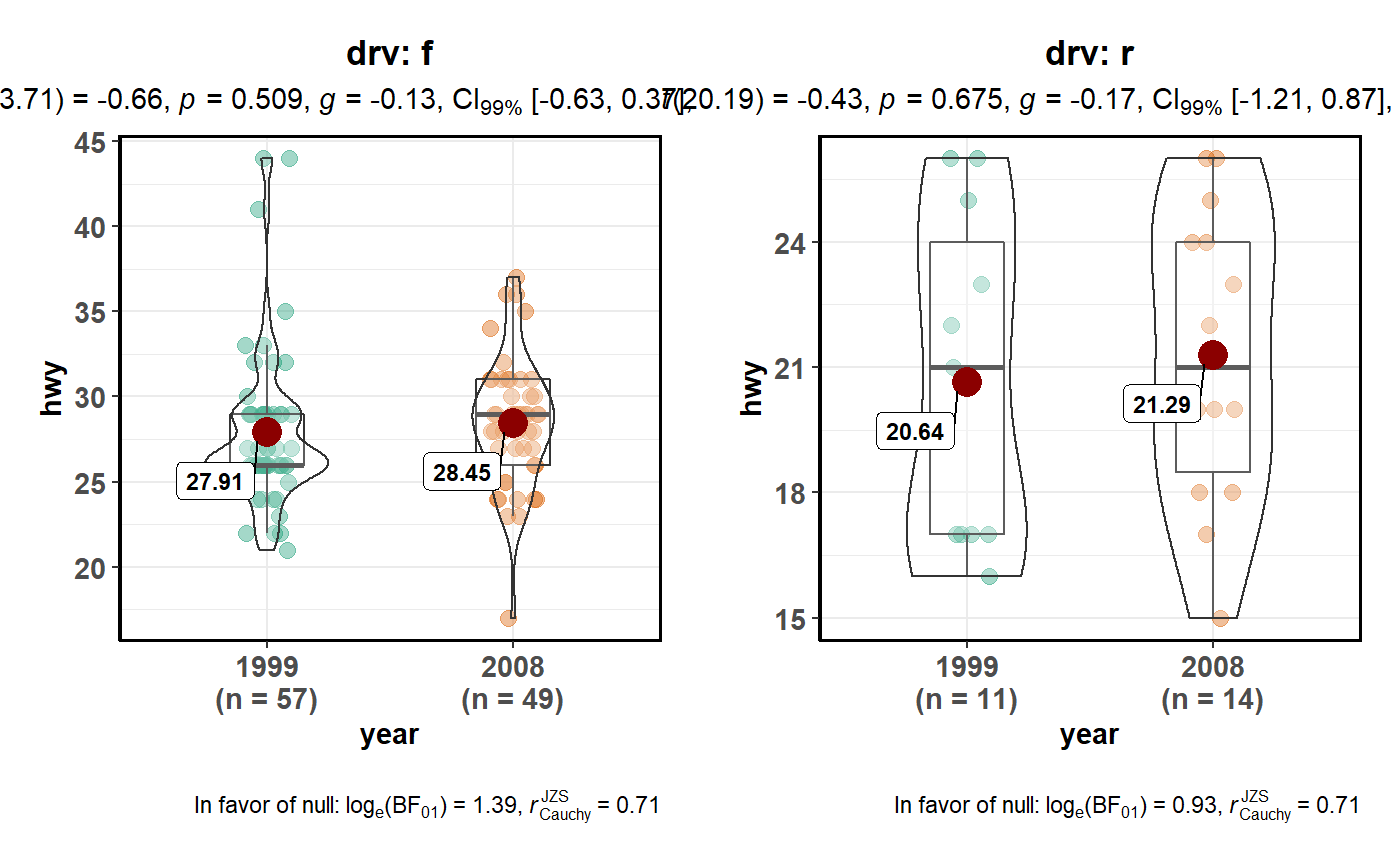 drv: f
3.71) = -0.66, p = 0.509, g = -0.13, CI99% [-0.63, 0.37],
hwy
45
40
35
30
25
20
27.91
28.45
1999
(n = 57)
2008
(n = 49)
year
In favor of null: loge(BF01) = 1.39, rJZSCauchy = 0.71
drv: r
(20.19) = -0.43, p = 0.675, g = -0.17, CI99% [-1.21, 0.87],
hwy
24
21
18
15
20.64
21.29
1999
(n = 11)
2008
(n = 14)
year
In favor of null: loge(BF01) = 0.93, rJZSCauchy = 0.71